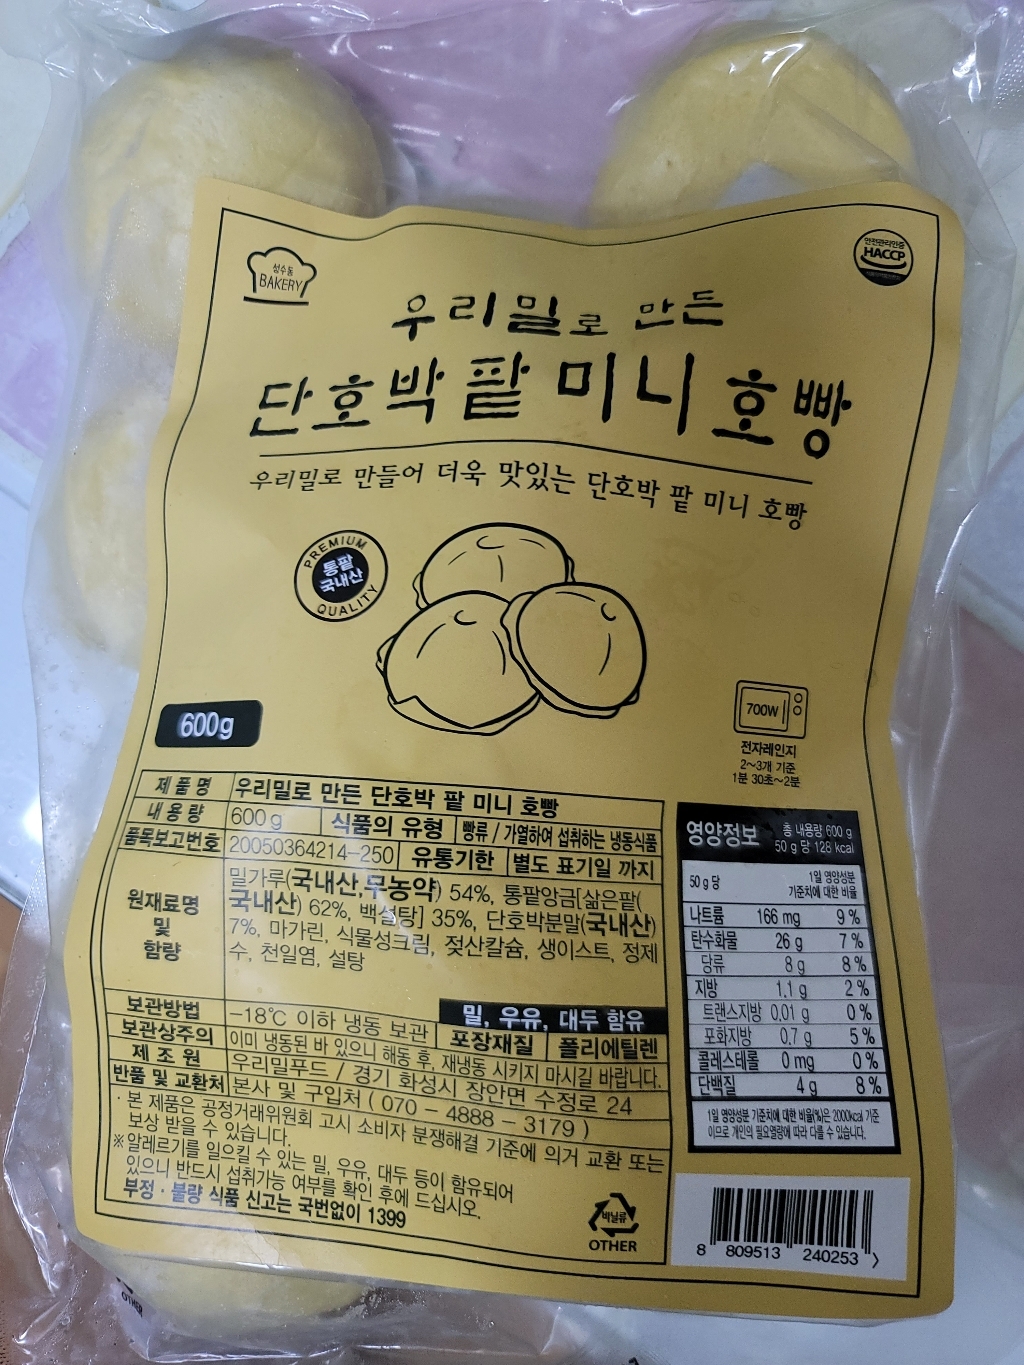 성수동
BAKERY
안전관리인증
HACCP
우리밀로 만든
단호박 팥 미니 호빵
우리밀로 만들어 더욱 맛있는 단호박 팥 미니 호빵
PREMIUM
통팥
국내산
QUALITY
600g
700W
전자레인지
2~3개 기준
1분 30초~2분
제 품 명 우리밀로 만든 단호박 팥 미니 호빵
내 용 량 600 g 식품의 유형 빵류 / 가열하여 섭취하는 냉동식품
품목보고번호 20050364214-250 유통기한 별도 표기일 까지
원재료명
및
함량
밀가루(국내산,무농약) 54%, 통팥앙금[삶은팥(
국내산) 62%, 백설탕] 35%, 단호박분말(국내산)
7%, 마가린, 식물성크림, 젖산칼슘, 생이스트, 정제
수, 천일염, 설탕
밀, 우유, 대두 함유
보관방법 -18℃ 이하 냉동 보관 포장재질 폴리에틸렌
보관상주의 이미 냉동된 바 있으니 해동 후, 재냉동 시키지 마시길 바랍니다.
제 조 원 우리밀푸드 / 경기 화성시 장안면 수정로 24
반품 및 교환처 본사 및 구입처 ( 070 - 4888 - 3179 )
· 본 제품은 공정거래위원회 고시 소비자 분쟁해결 기준에 의거 교환 또는
보상 받을 수 있습니다.
※알레르기를 일으킬 수 있는 밀, 우유, 대두 등이 함유되어
있으니 반드시 섭취가능 여부를 확인 후에 드십시오.
부정 · 불량 식품 신고는 국번없이 1399
비닐류
OTHER
영양정보 총 내용량 600 g
50 g 당 128 kcal
50 g 당 1일 영양성분
기준치에 대한 비율
나트륨 166 mg 9 %
탄수화물 26 g 7 %
당류 8 g 8 %
지방 1.1 g 2 %
트랜스지방 0.01 g 0 %
포화지방 0.7 g 5 %
콜레스테롤 0 mg 0 %
단백질 4 g 8 %
1일 영양성분 기준치에 대한 비율(%)은 2000kcal 기준
이므로 개인의 필요열량에 따라 다를 수 있습니다.
8 809513 240253 >
OTHER